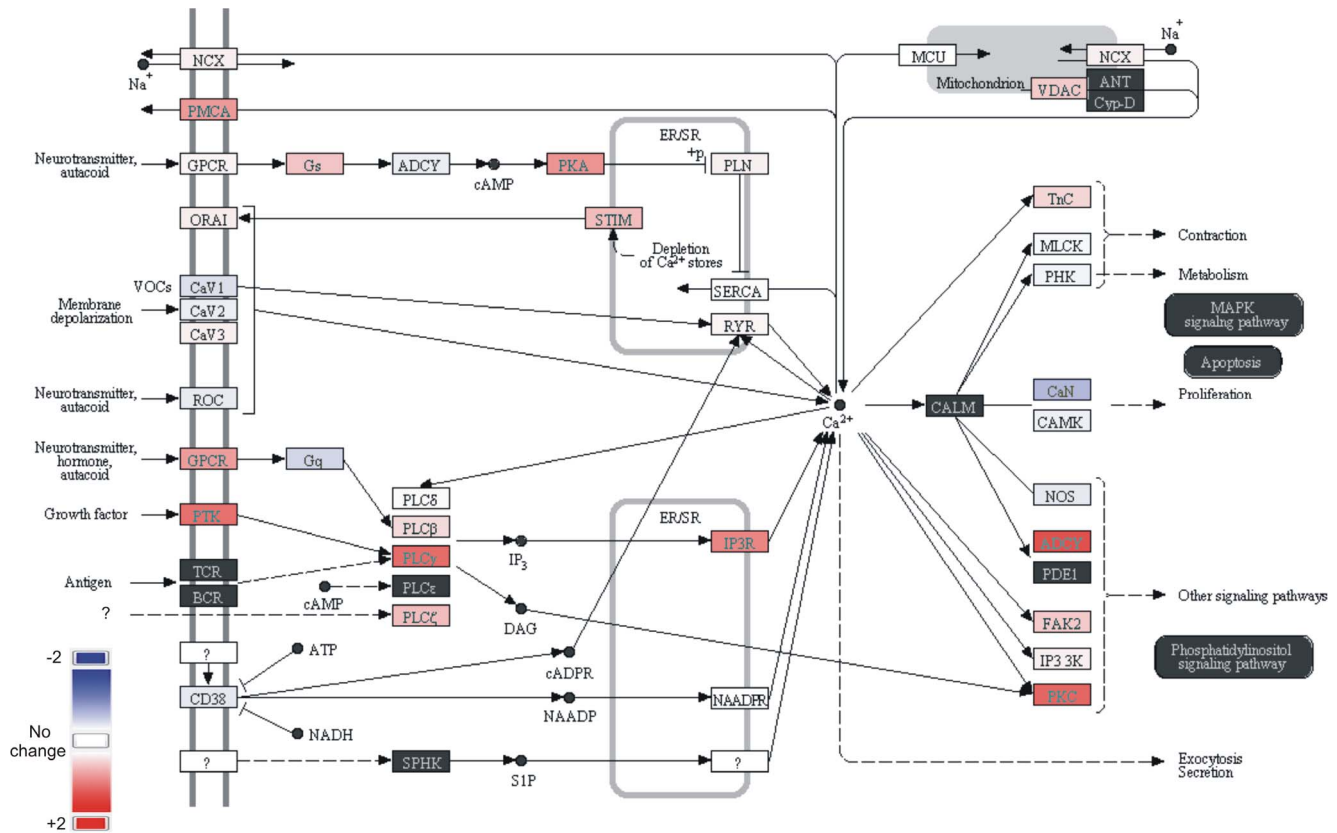 NCX
Na+
PMCA
Neurotransmitter,
autacoid
GPCR
Gs
ADCY
cAMP
PKA
ER/SR
+p
PLN
ORAI
STIM
Depletion
of Ca2+ stores
VOCs
CaV1
Membrane
depolarization
CaV2
CaV3
SERCA
RYR
Neurotransmitter,
autacoid
ROC
Neurotransmitter,
hormone,
autacoid
GPCR
Gq
Growth factor
PTK
PLCδ
PLCβ
PLCγ
PLCε
PLCζ
IP3
ER/SR
IP3R
Antigen
TCR
BCR
cAMP
?
DAG
?
ATP
cADPR
CD38
NAADP
NAADPR
NADH
?
SPHK
S1P
?
MCU
Mitochondrion
NCX
Na+
VDAC
ANT
Cyp-D
Ca2+
TnC
MLCK
PHK
Contraction
Metabolism
MAPK
signalng pathway
Apoptosis
CALM
CaN
CAMK
Proliferation
NOS
ADCY
PDE1
FAK2
IP3 3K
PKC
Other signaling pathways
Phosphatidylinositol
signaling pathway
Exocytosis
Secretion
-2
No
change
+2